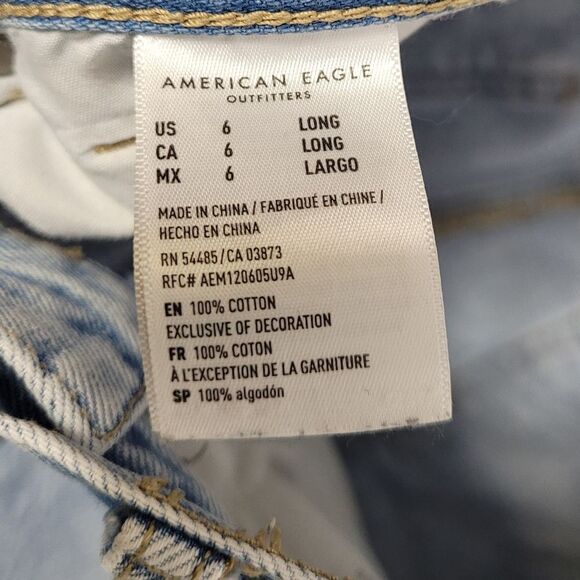 AMERICAN EAGLE
OUTFITTERS
US 6 LONG
CA 6 LONG
MX 6 LARGO
MADE IN CHINA / FABRIQUÉ EN CHINE /
HECHO EN CHINA
RN 54485/CA 03873
RFC# AEM120605U9A
EN 100% COTTON
EXCLUSIVE OF DECORATION
FR 100% COTON
À L'EXCEPTION DE LA GARNITURE
SP 100% algodón